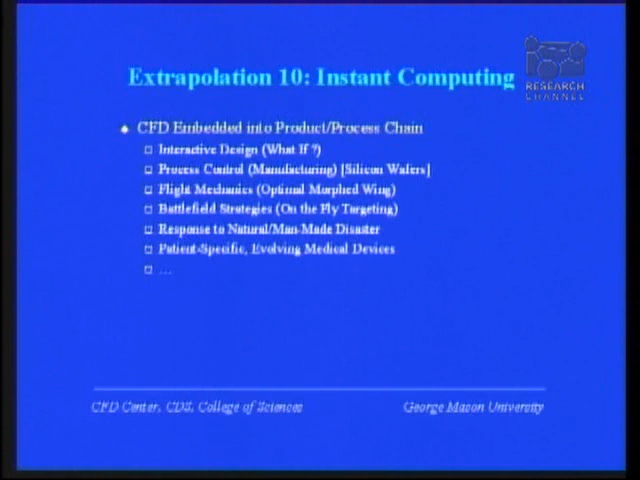 Extrapolation 10: Instant Computing
RESEARCH
CHANNEL
CFD Embedded into Product/Process Chain
Interactive Design (What If ?)
Process Control (Manufacturing) [Silicon Wafers]
Flight Mechanics (Optimal Morphed Wing)
Battlefield Strategies (On the Fly Targeting)
Response to Natural/Man-Made Disaster
Patient-Specific, Evolving Medical Devices
...
CFD Center, CDS, College of Sciences
George Mason University